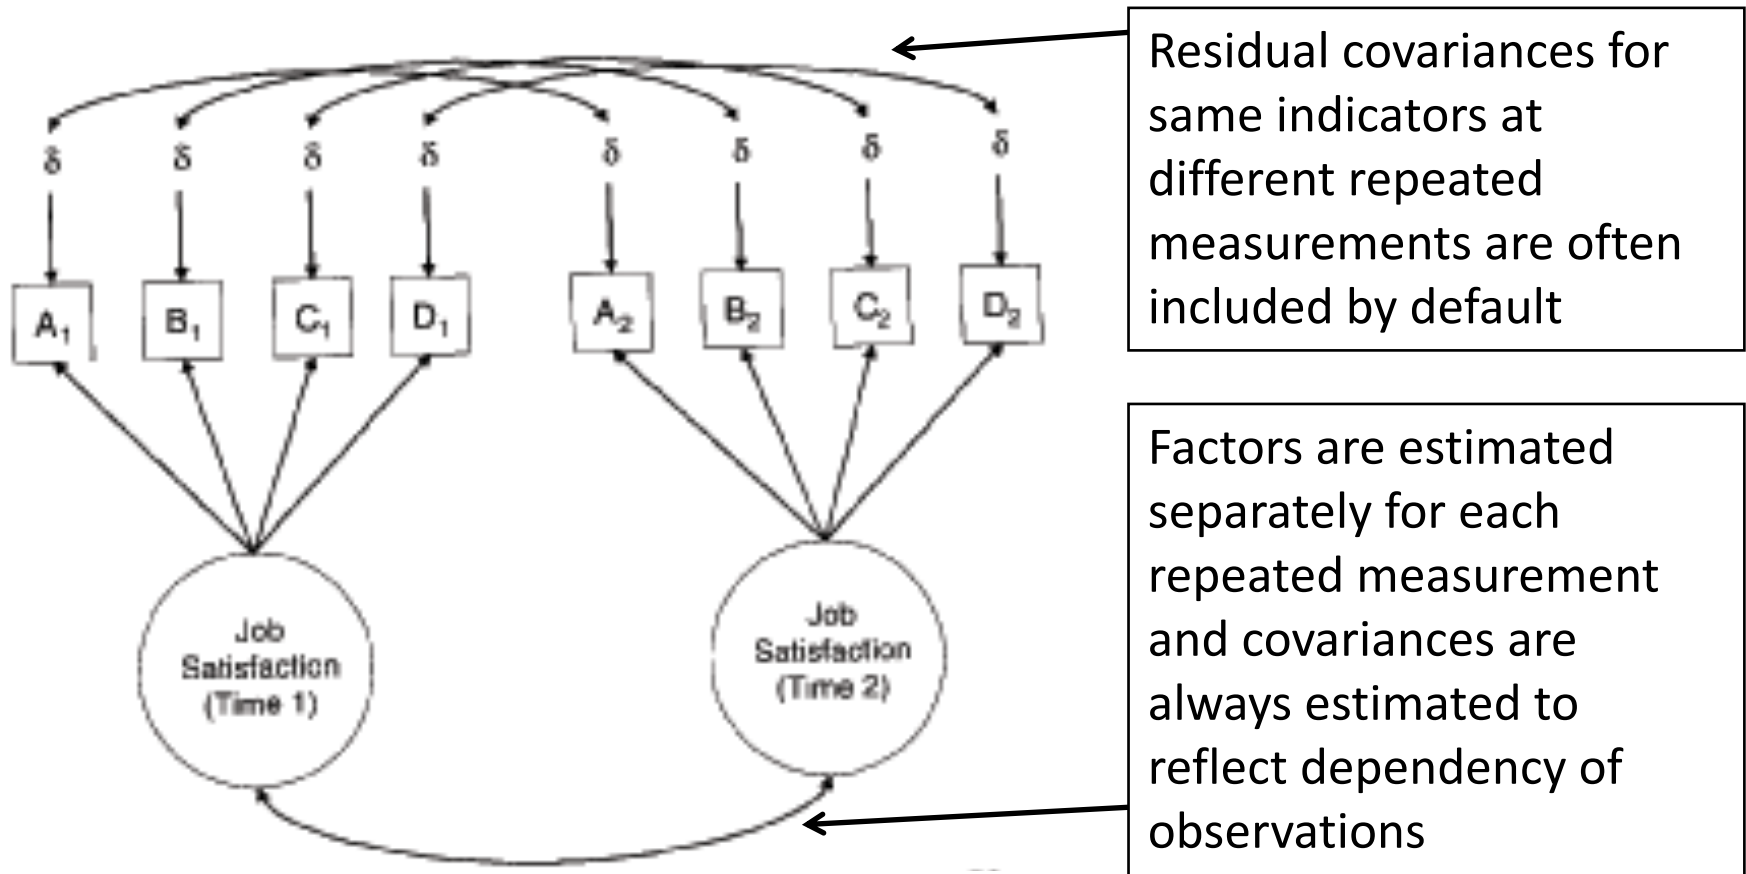 Residual covariances for
same indicators at
different repeated
measurements are often
included by default
δ δ δ δ δ δ δ δ
A₁ B₁ C₁ D₁ A₂ B₂ C₂ D₂
Factors are estimated
separately for each
repeated measurement
and covariances are
always estimated to
reflect dependency of
observations
Job
Satisfaction
(Time 1)
Job
Satisfaction
(Time 2)